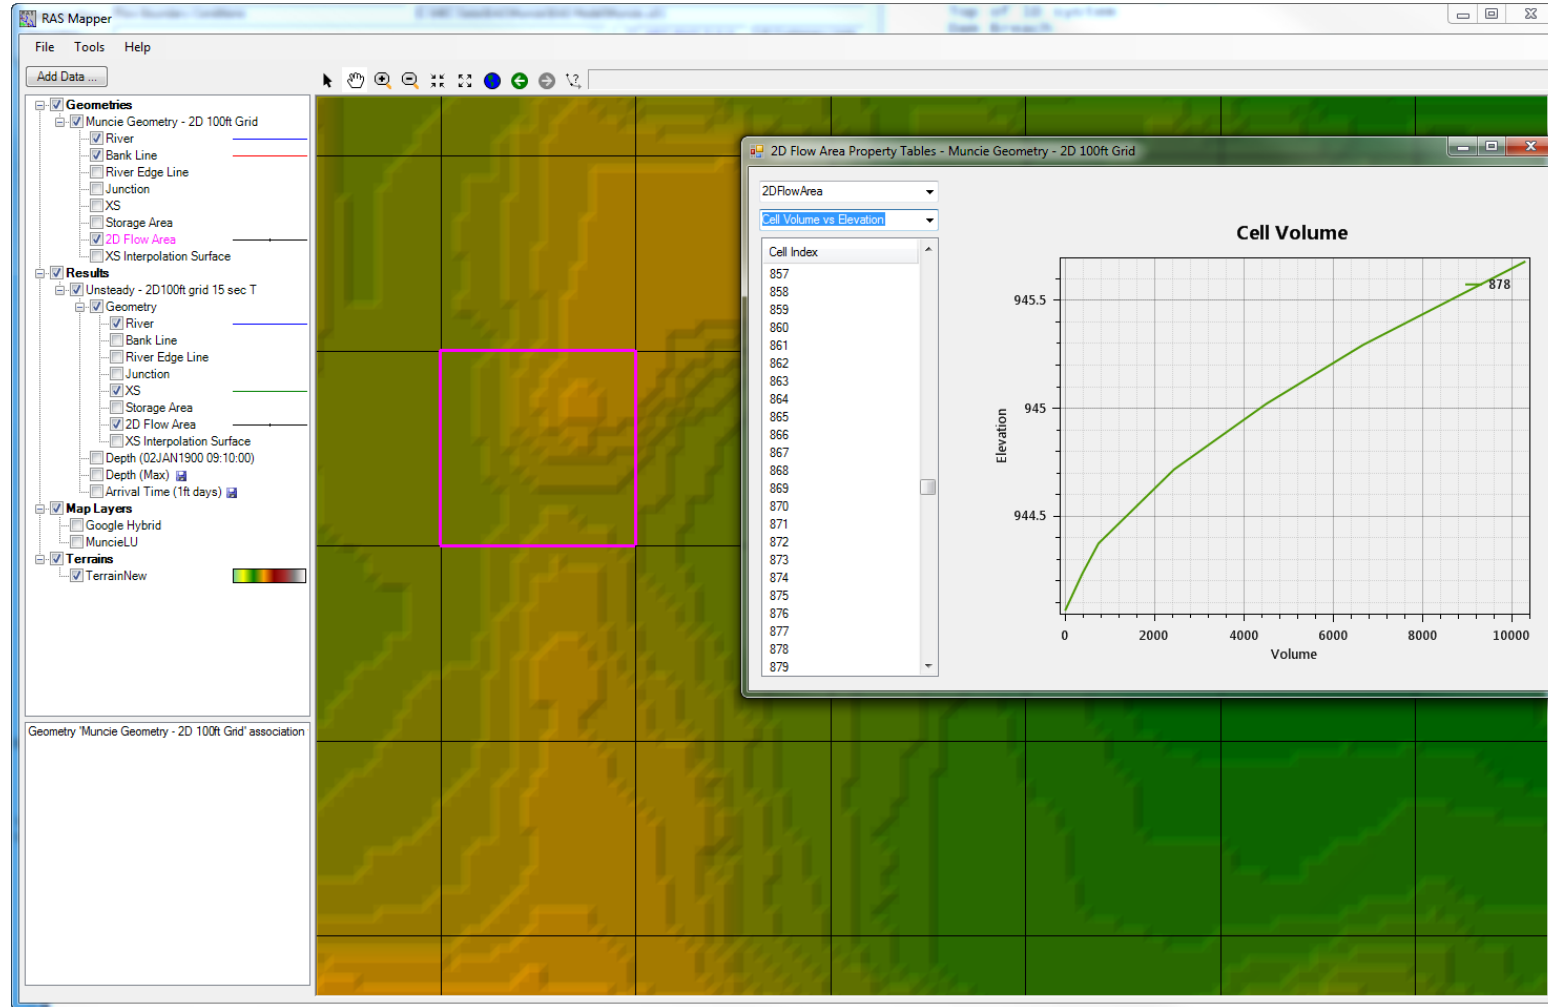 RAS Mapper
Top of 1D system
Dam Breach
File Tools Help
Add Data ...
Geometries
Muncie Geometry - 2D 100ft Grid
River
Bank Line
River Edge Line
Junction
XS
Storage Area
2D Flow Area
XS Interpolation Surface
Results
Unsteady - 2D100ft grid 15 sec T
Geometry
River
Bank Line
River Edge Line
Junction
XS
Storage Area
2D Flow Area
XS Interpolation Surface
Depth (02JAN1900 09:10:00)
Depth (Max)
Arrival Time (1ft days)
Map Layers
Google Hybrid
MuncieLU
Terrains
TerrainNew
Geometry 'Muncie Geometry - 2D 100ft Grid' association
2D Flow Area Property Tables - Muncie Geometry - 2D 100ft Grid
2DFlowArea
Cell Volume vs Elevation
Cell Index
857
858
859
860
861
862
863
864
865
866
867
868
869
870
871
872
873
874
875
876
877
878
879
Cell Volume
878
945.5
945
944.5
Elevation
0 2000 4000 6000 8000 10000
Volume